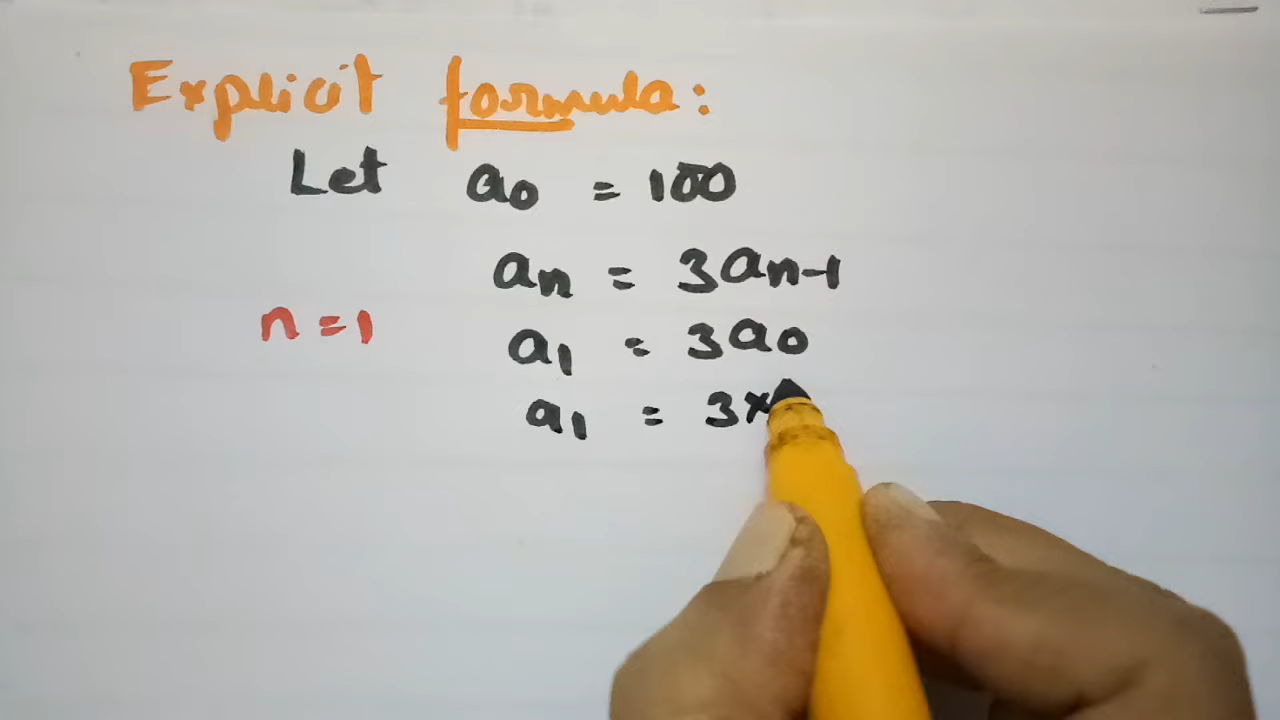 Explicit formula:
Let a0 = 100
an = 3an-1
n=1 a1 = 3a0
a1 = 3×